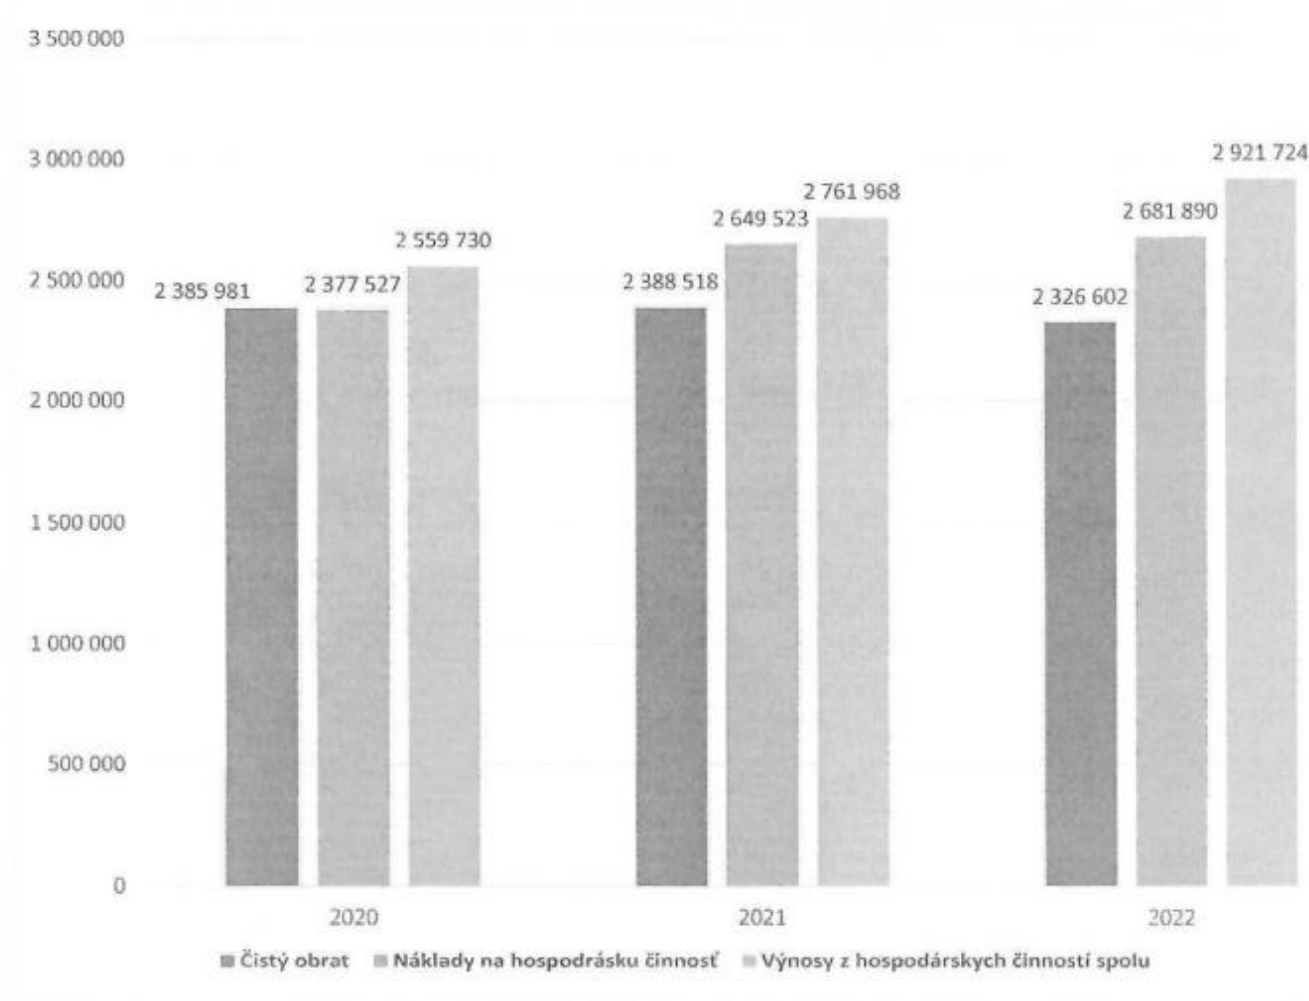 3 500 000
3 000 000
2 500 000
2 000 000
1 500 000
1 000 000
500 000
0
2 385 981
2 377 527
2 559 730
2 388 518
2 649 523
2 761 968
2 326 602
2 681 890
2 921 724
2020
2021
2022
Čistý obrat
Náklady na hospodrásku činnosť
Výnosy z hospodárskych činností spolu